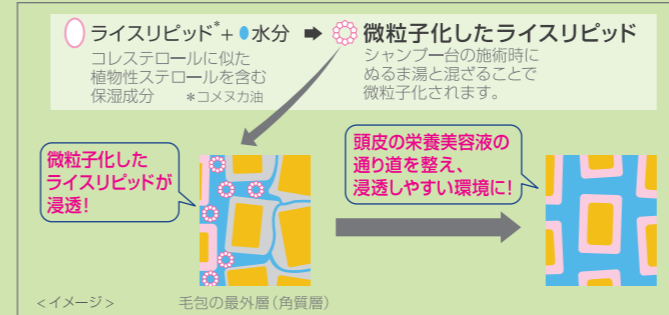 ライスリピッド*+ 水分 ➡ 微粒子化したライスリピッド
コレステロールに似た
植物性ステロールを含む
保湿成分 *コメヌカ油
シャンプー台の施術時に
ぬるま湯と混ざることで
微粒子化されます。
微粒子化した
ライスリピッドが
浸透!
頭皮の栄養美容液の
通り道を整え、
浸透しやすい環境に!
<イメージ> 毛包の最外層(角質層)